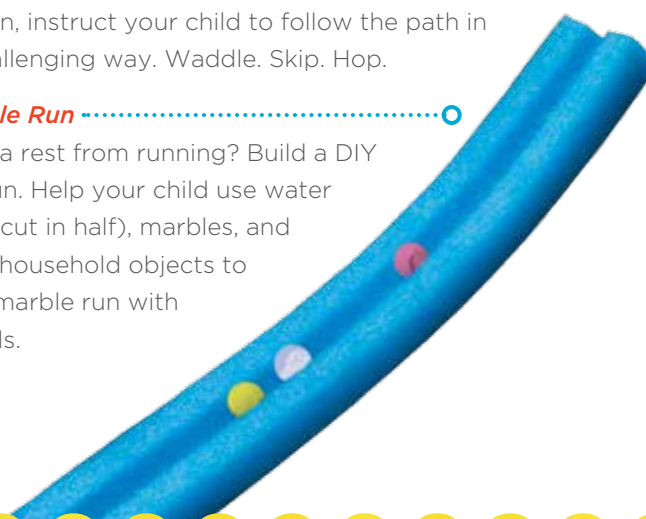 n, instruct your child to follow the path in
allenging way. Waddle. Skip. Hop.
le Run
a rest from running? Build a DIY
un. Help your child use water
cut in half), marbles, and
household objects to
marble run with
ls.